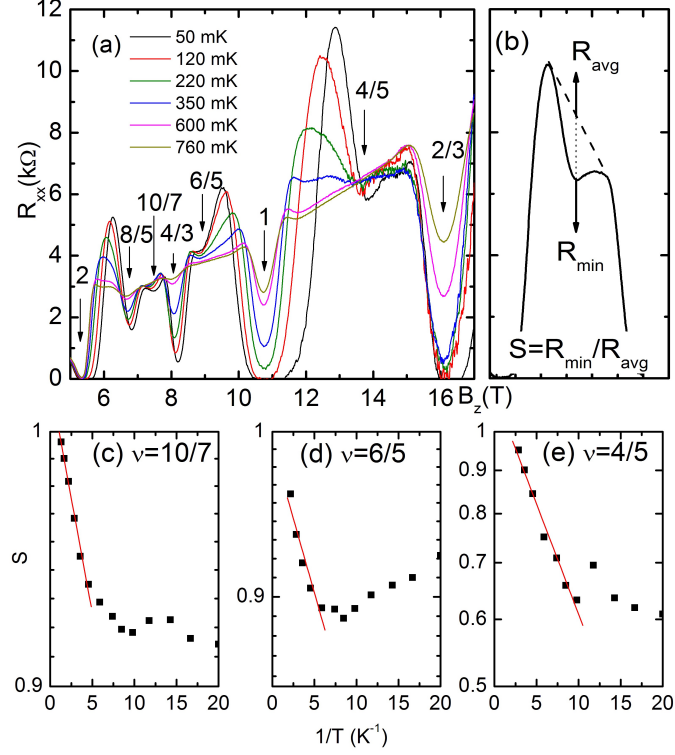 (a)
50 mK
120 mK
220 mK
350 mK
600 mK
760 mK
R_xx(kΩ)
12
10
8
6
4
2
0
2
8/5
10/7
4/3
6/5
1
4/5
2/3
6 8 10 12 14 16
B_z(T)
(b)
R_avg
R_min
S=R_min/R_avg
(c) ν=10/7
S
1
0.9
0 5 10 15 20
(d) ν=6/5
1
0.9
0 5 10 15 20
1/T (K⁻¹)
(e) ν=4/5
1
0.9
0.8
0.7
0.6
0.5
0 5 10 15 20